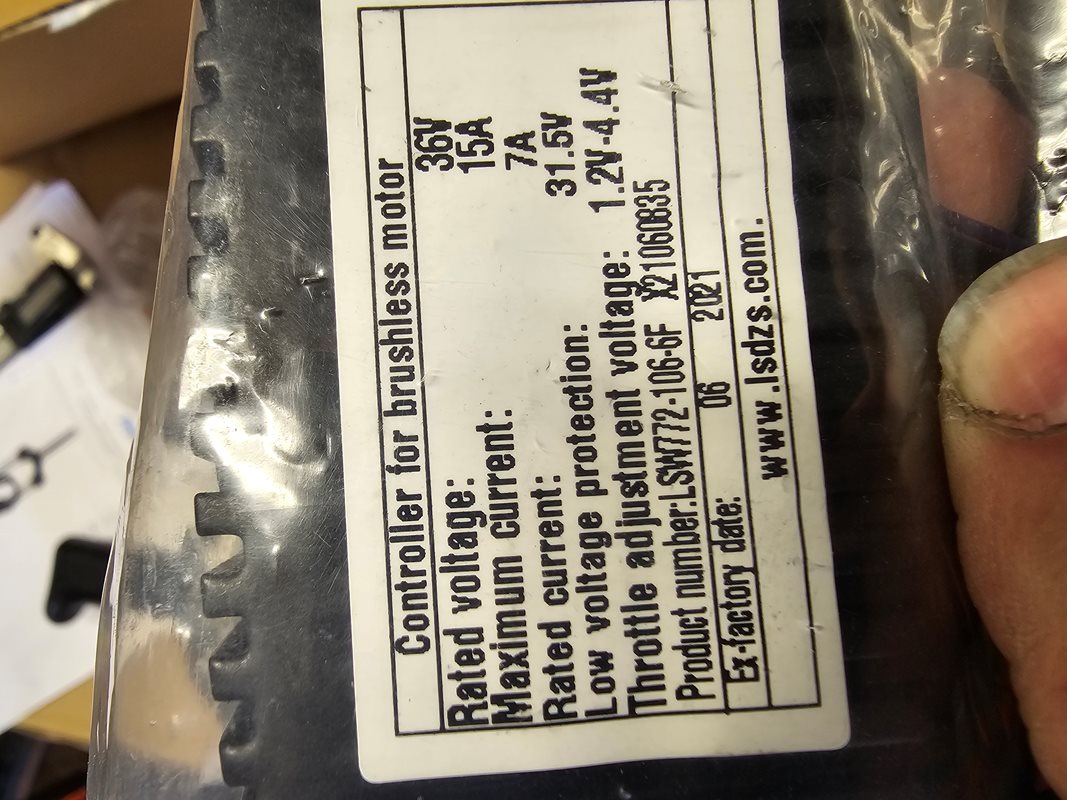 Controller for brushless motor
Rated voltage: 36V
Maximum current: 15A
Rated current: 7A
Low voltage protection: 31.5V
Throttle adjustment voltage: 1.2V-4.4V
Product number:LSW772-106-6F X21060835
Ex-factory date: 06 2021
www.lsdzs.com.